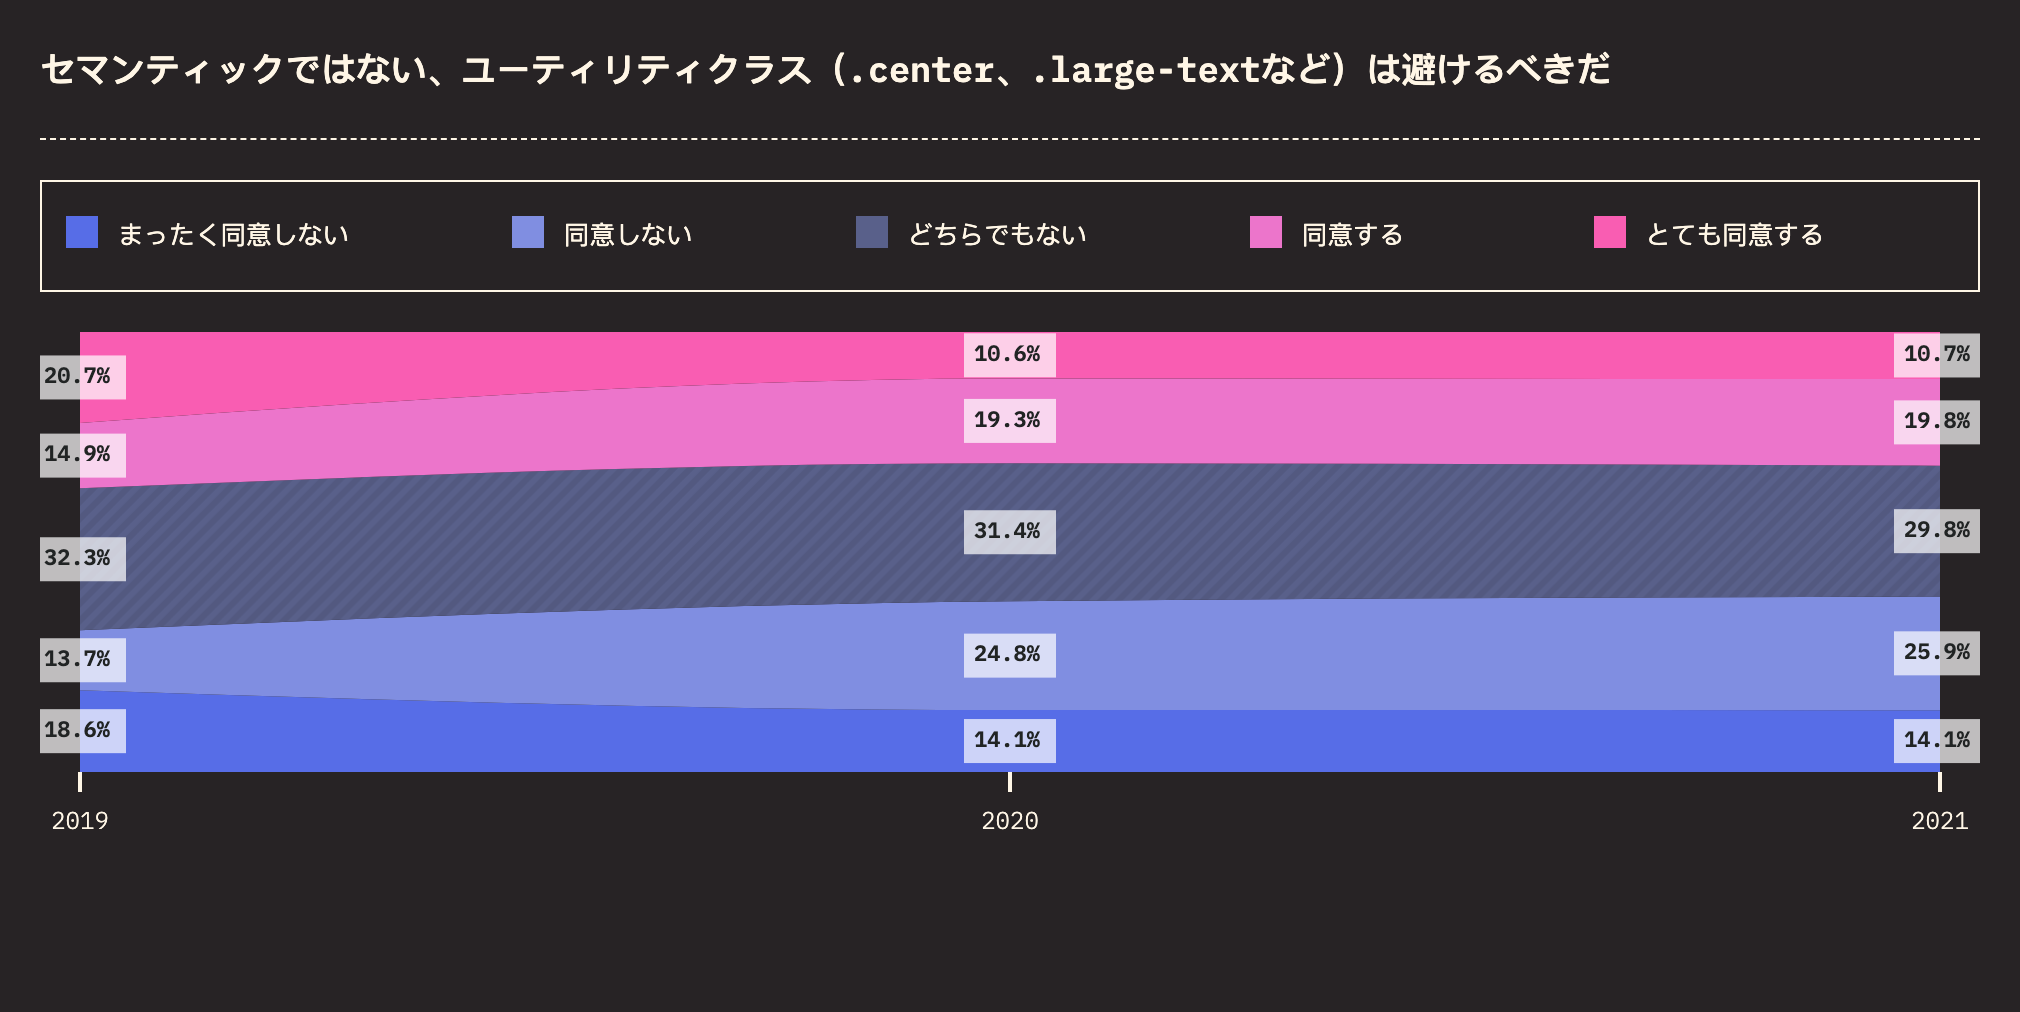 セマンティックではない、ユーティリティクラス（.center、.large-textなど）は避けるべきだ
まったく同意しない 同意しない どちらでもない 同意する とても同意する
20.7% 10.6% 10.7%
14.9% 19.3% 19.8%
32.3% 31.4% 29.8%
13.7% 24.8% 25.9%
18.6% 14.1% 14.1%
2019 2020 2021